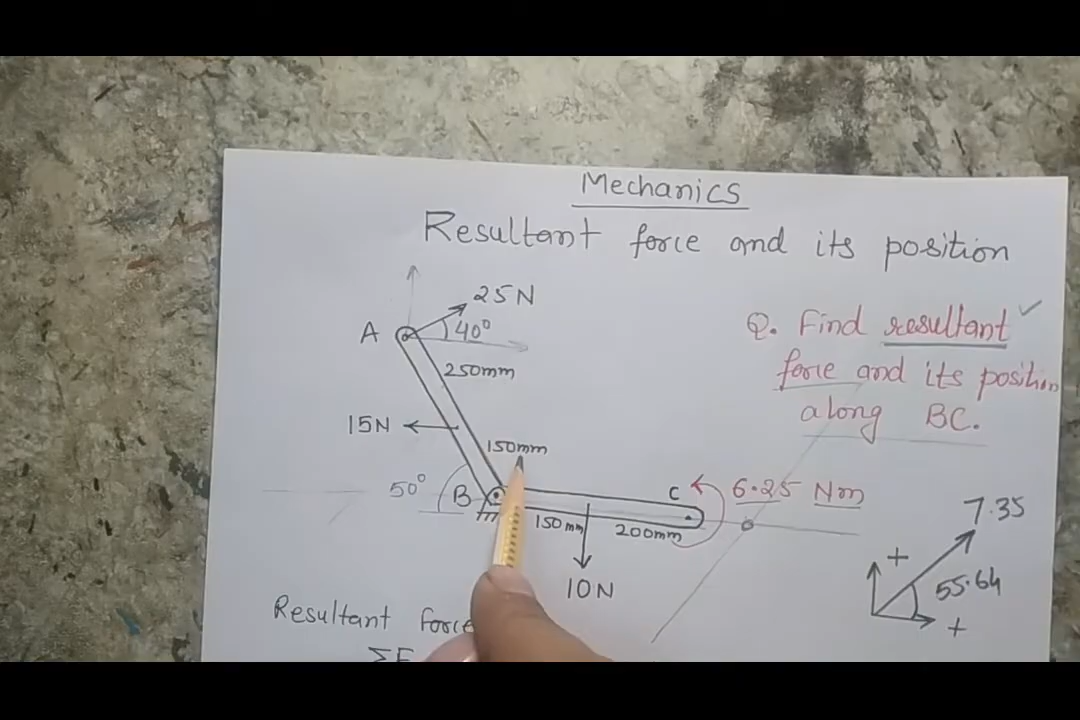 Mechanics
Resultant force and its position
25N
A
40°
250mm
Q. Find resultant
force and its position
along BC.
15N
150mm
50°
B
C
6.25 Nm
150mm
200mm
10N
7.35
+
55.64
+
Resultant force
ΣF